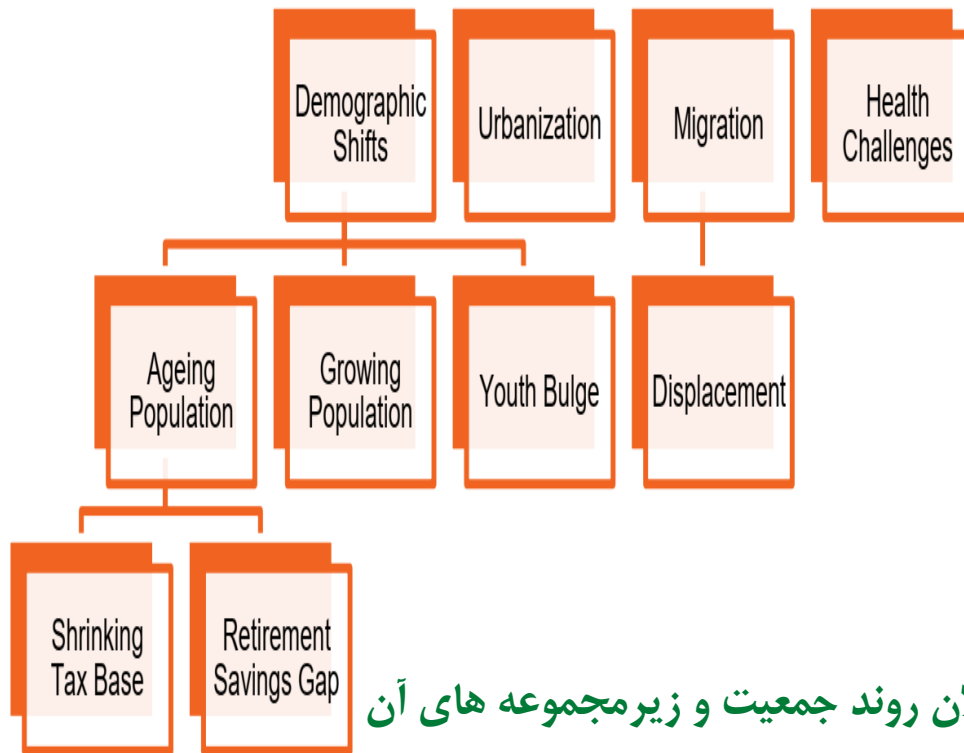 Demographic
Shifts
Urbanization
Migration
Health
Challenges
Ageing
Population
Growing
Population
Youth Bulge
Displacement
Shrinking
Tax Base
Retirement
Savings Gap
روند جمعیت و زیرمجموعه های آن